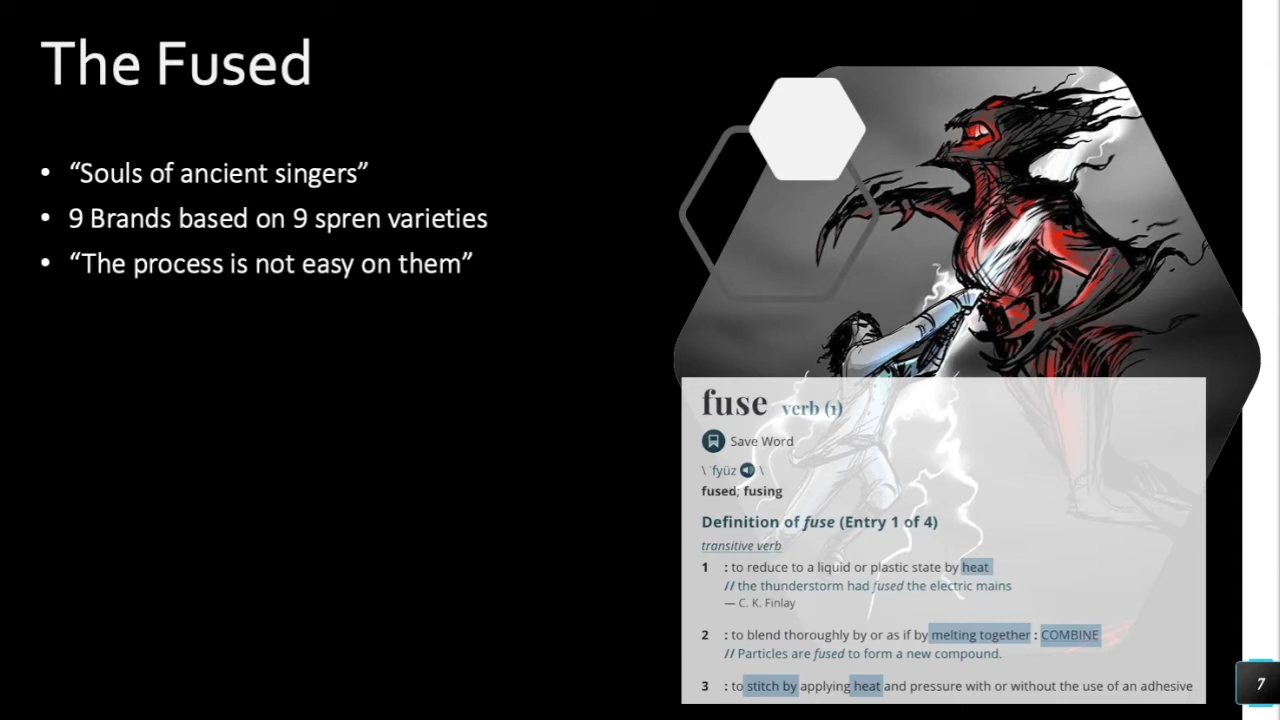 The Fused
• “Souls of ancient singers”
• 9 Brands based on 9 spren varieties
• “The process is not easy on them”
fuse verb (1)
Save Word
\ ˈfyüz \
fused; fusing
Definition of fuse (Entry 1 of 4)
transitive verb
1 : to reduce to a liquid or plastic state by heat
// the thunderstorm had fused the electric mains
— C. K. Finlay
2 : to blend thoroughly by or as if by melting together : COMBINE
// Particles are fused to form a new compound.
3 : to stitch by applying heat and pressure with or without the use of an adhesive
7